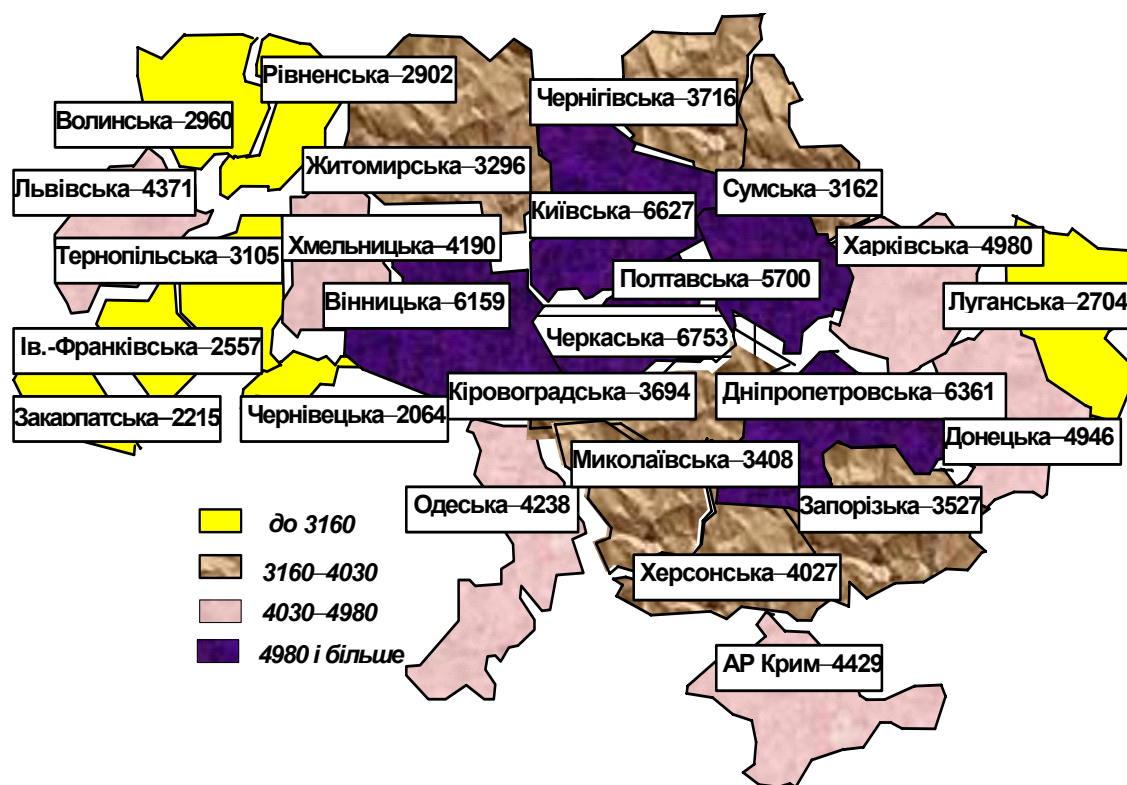 Рівненська–2902
Чернігівська–3716
Волинська–2960
Житомирська–3296
Львівська–4371
Сумська–3162
Київська–6627
Хмельницька–4190
Харківська–4980
Тернопільська–3105
Полтавська–5700
Вінницька–6159
Луганська–2704
Черкаська–6753
Ів.-Франківська–2557
Кіровоградська–3694
Дніпропетровська–6361
Закарпатська–2215
Чернівецька–2064
Донецька–4946
Миколаївська–3408
Одеська–4238
Запорізька–3527
Херсонська–4027
АР Крим–4429
до 3160
3160–4030
4030–4980
4980 і більше